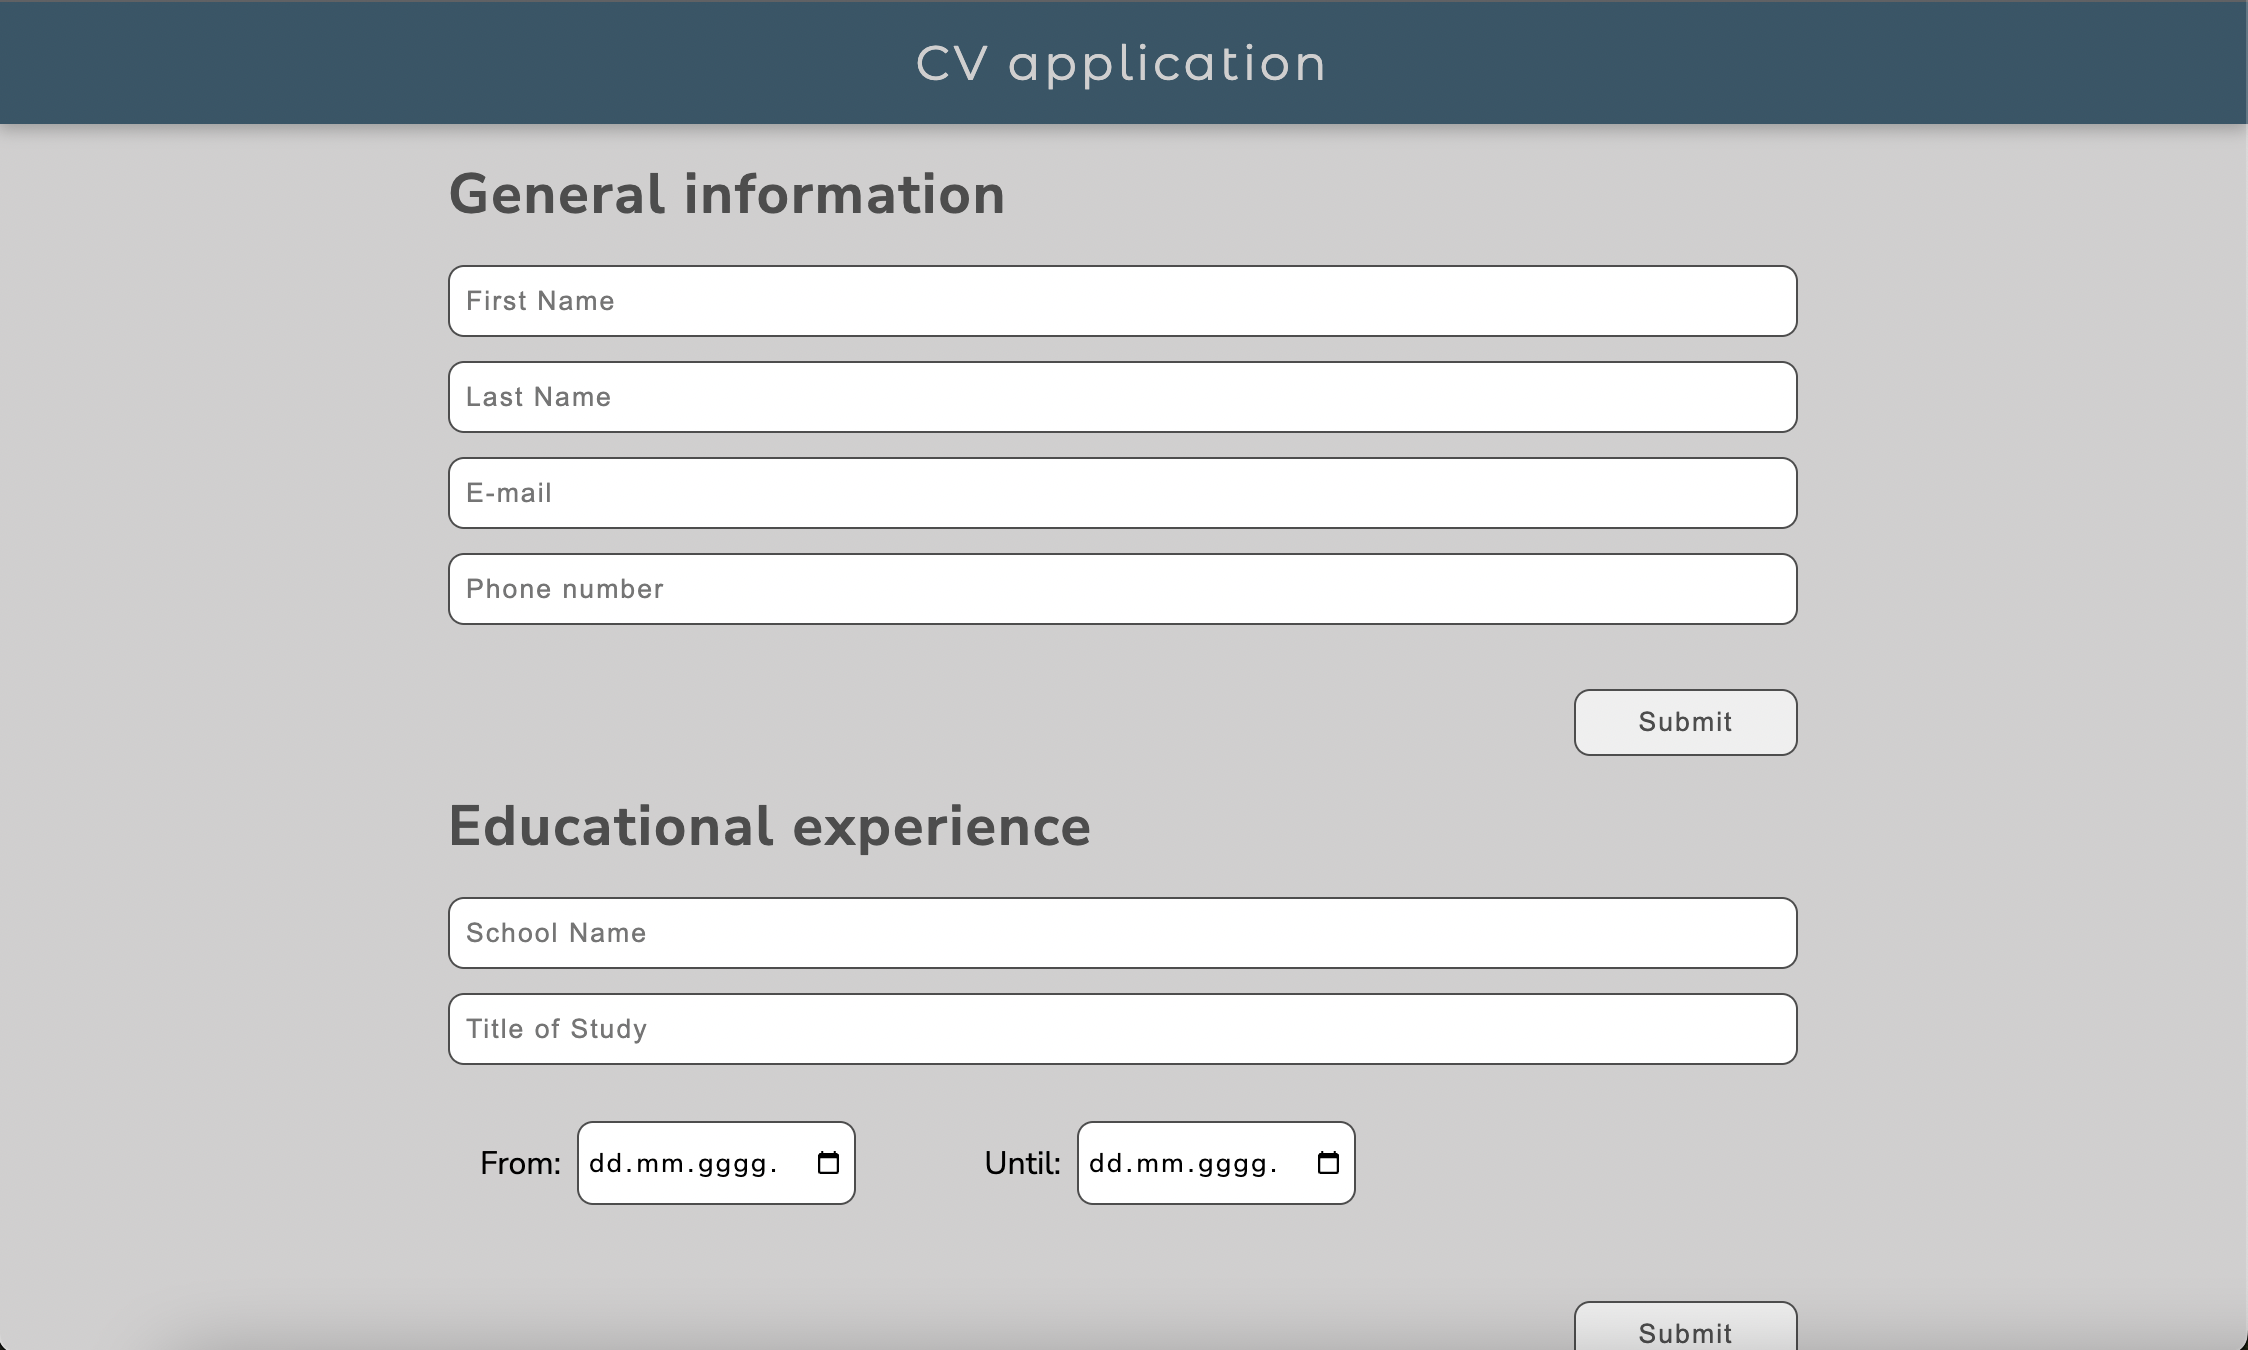 CV application
General information
First Name
Last Name
E-mail
Phone number
Submit
Educational experience
School Name
Title of Study
From: dd.mm.gggg. Until: dd.mm.gggg.
Submit